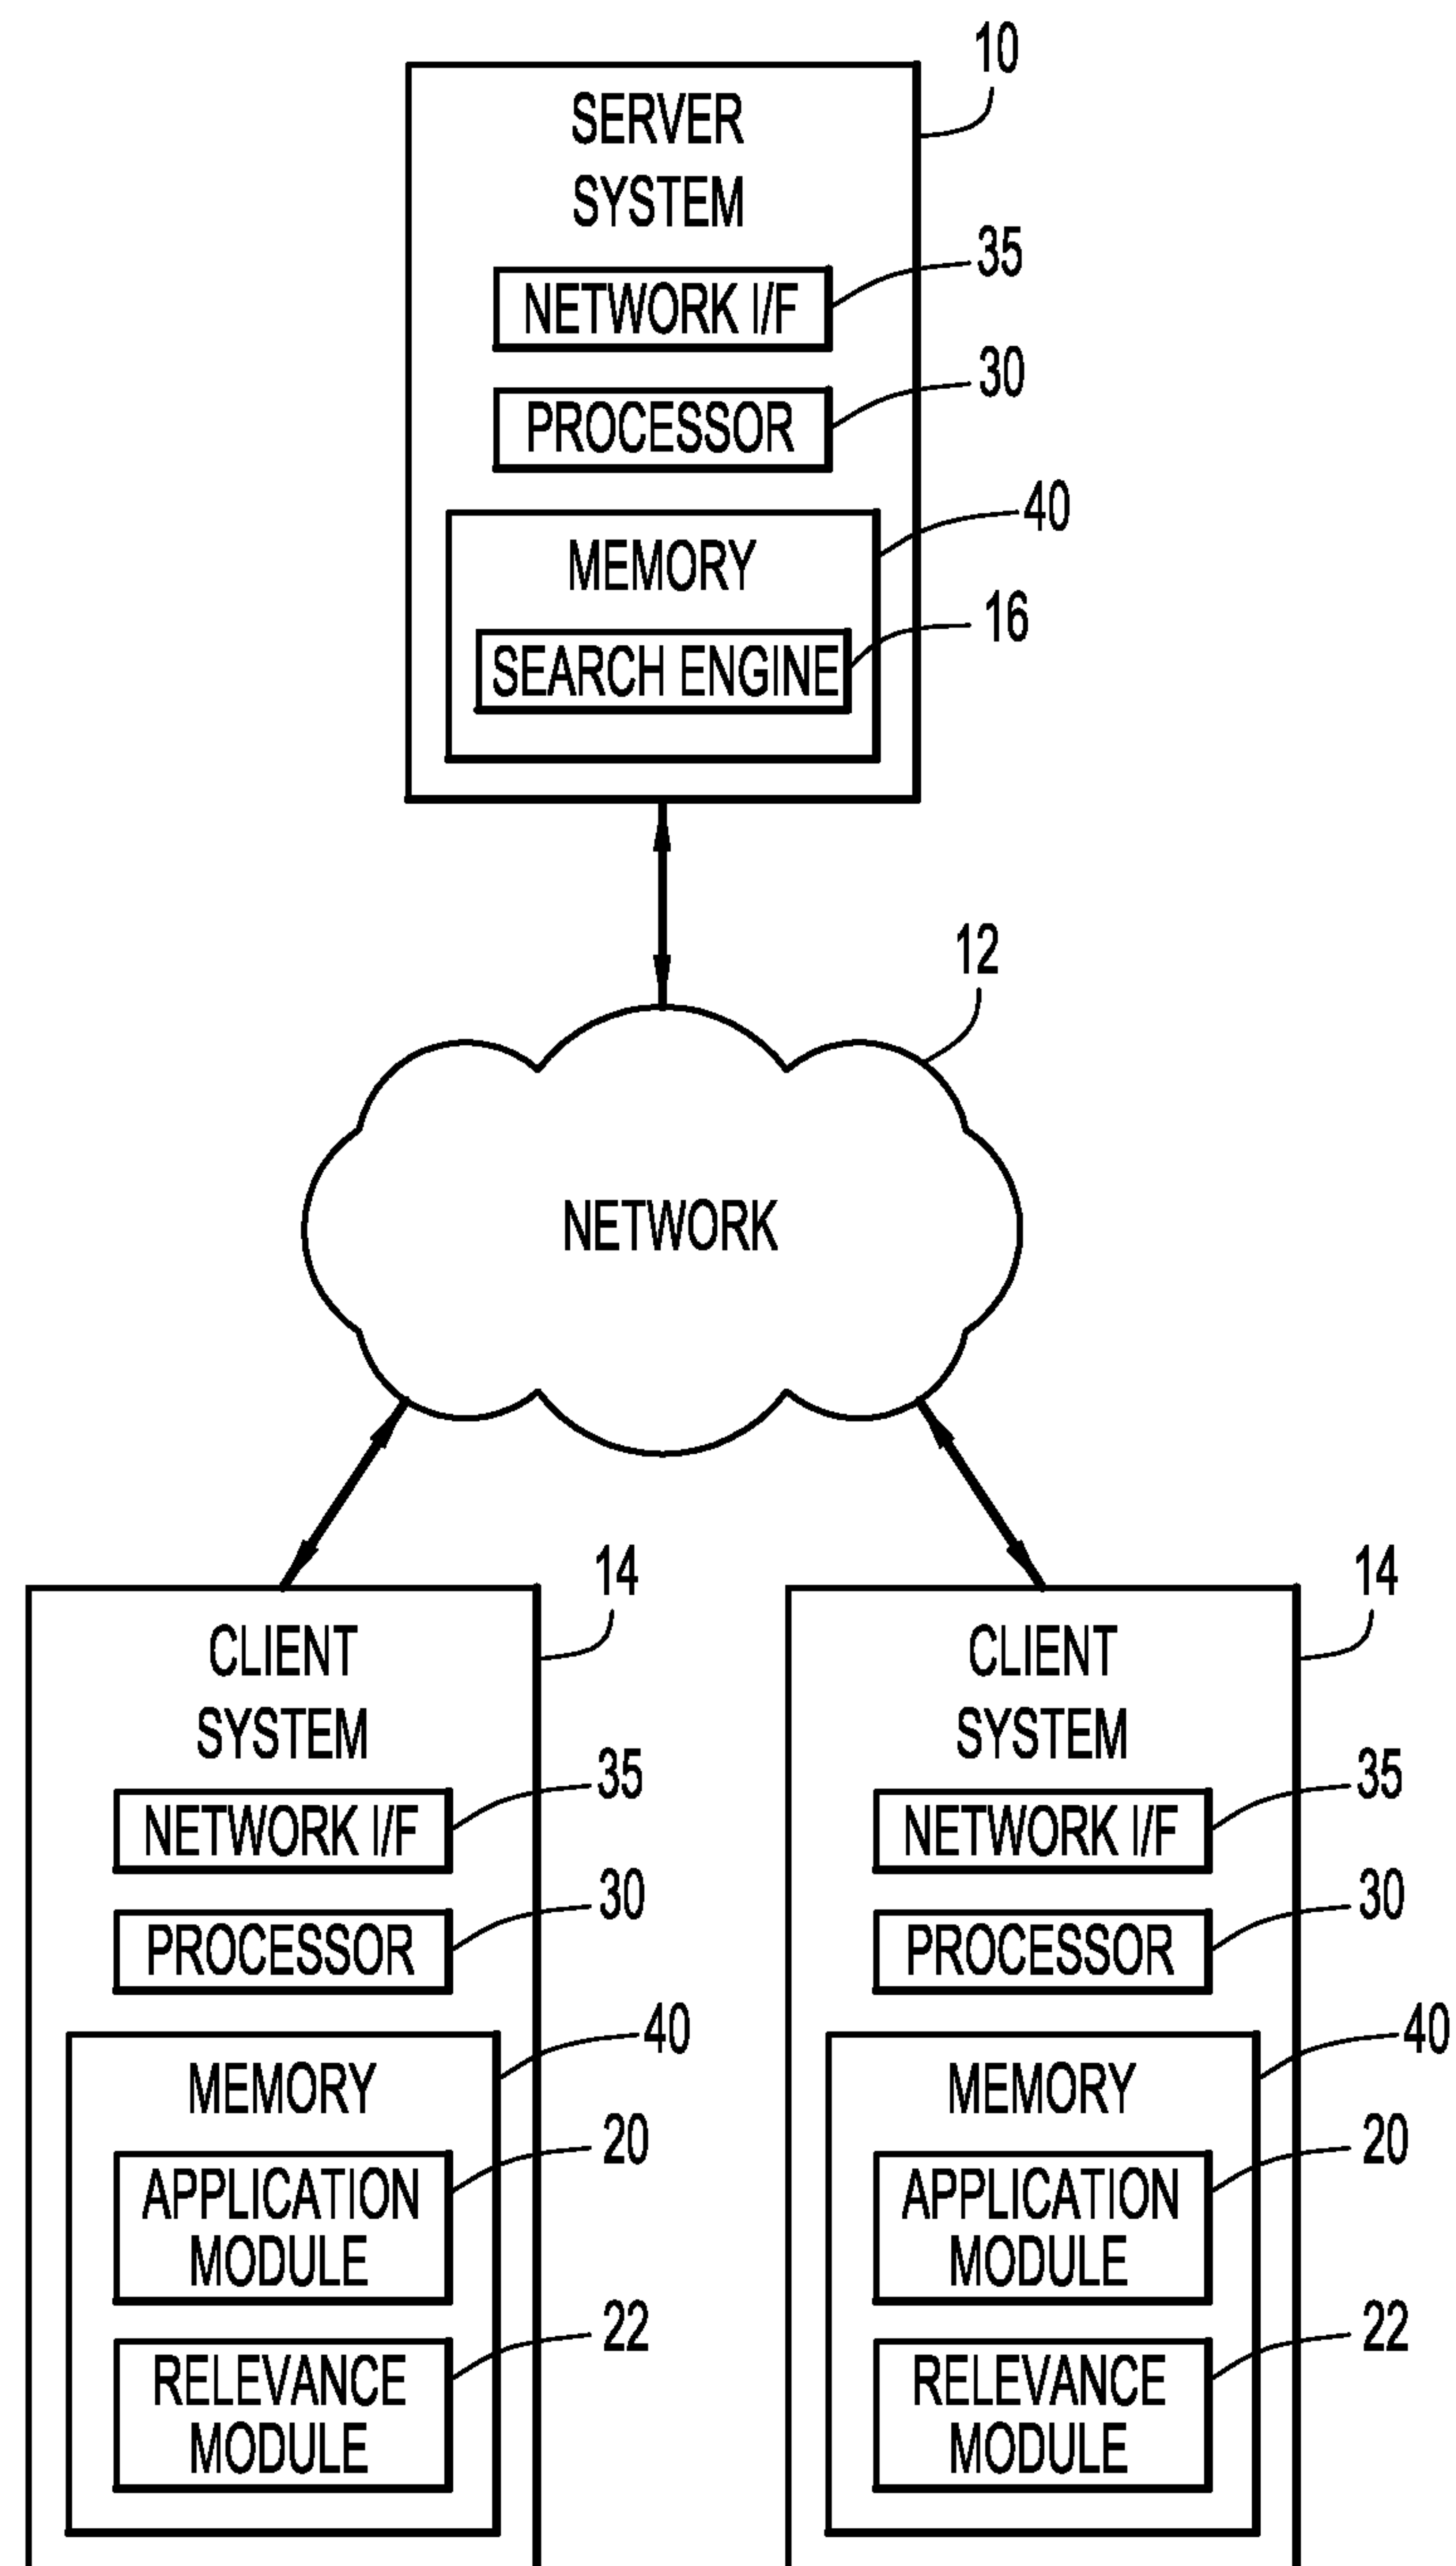 10
SERVER
SYSTEM
35
NETWORK I/F
30
PROCESSOR
40
MEMORY
16
SEARCH ENGINE
12
NETWORK
14
CLIENT
SYSTEM
35
NETWORK I/F
30
PROCESSOR
40
MEMORY
20
APPLICATION
MODULE
22
RELEVANCE
MODULE
14
CLIENT
SYSTEM
35
NETWORK I/F
30
PROCESSOR
40
MEMORY
20
APPLICATION
MODULE
22
RELEVANCE
MODULE